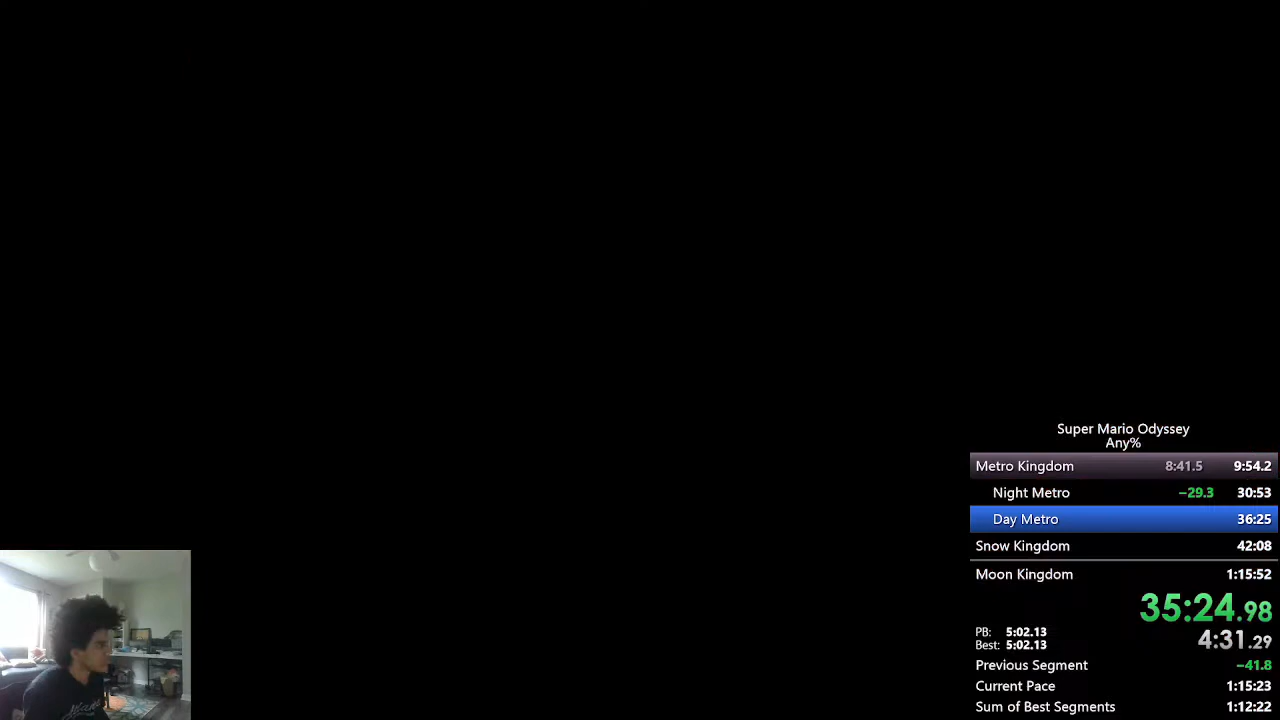 Super Mario Odyssey
Any%
Metro Kingdom 8:41.5 9:54.2
Night Metro −29.3 30:53
Day Metro 36:25
Snow Kingdom 42:08
Moon Kingdom 1:15:52
35:24.98
PB: 5:02.13
4:31.29
Best: 5:02.13
Previous Segment −41.8
Current Pace 1:15:23
Sum of Best Segments 1:12:22